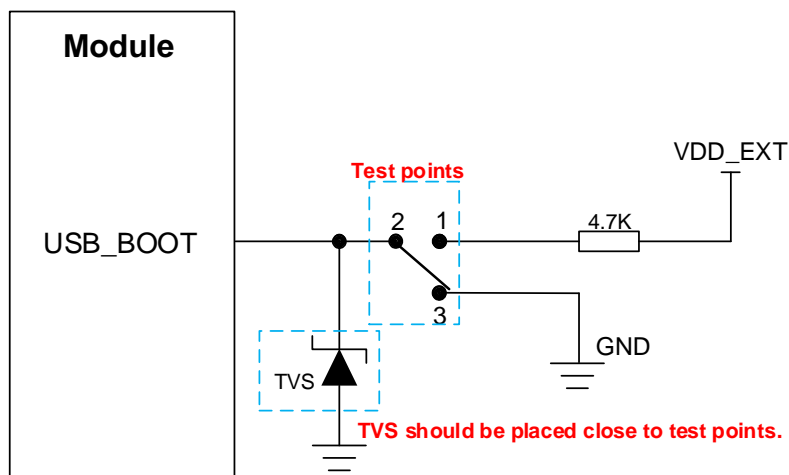 Module
VDD_EXT
Test points
2
1
4.7K
USB_BOOT
3
GND
TVS
TVS should be placed close to test points.